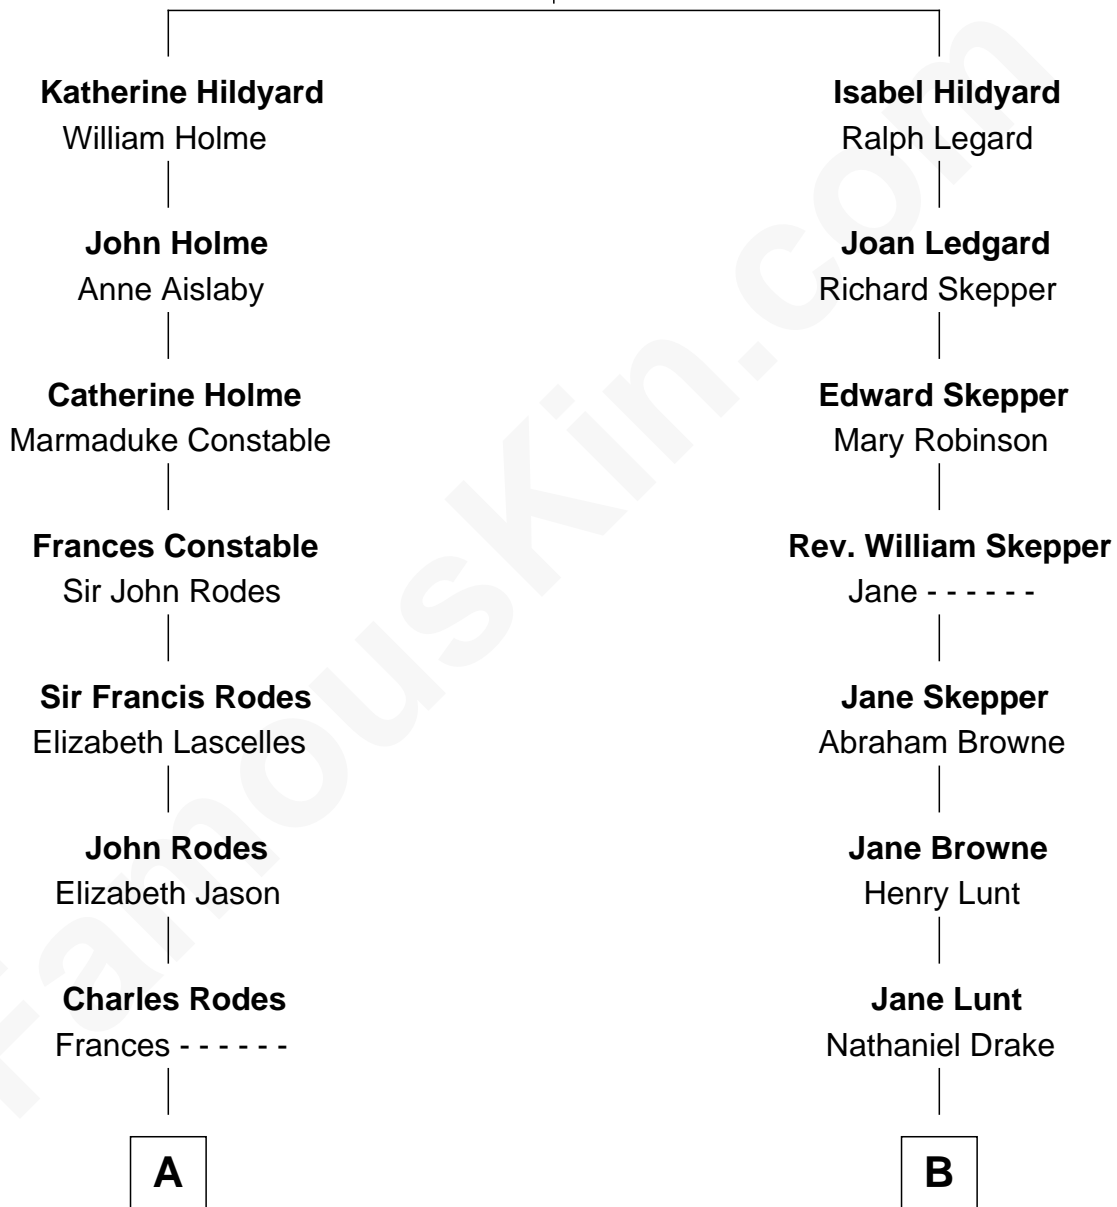 Katherine Hildyard
William Holme
John Holme
Anne Aislaby
Catherine Holme
Marmaduke Constable
Frances Constable
Sir John Rodes
Sir Francis Rodes
Elizabeth Lascelles
John Rodes
Elizabeth Jason
Charles Rodes
Frances - - - - - -
A
Isabel Hildyard
Ralph Legard
Joan Ledgard
Richard Skepper
Edward Skepper
Mary Robinson
Rev. William Skepper
Jane - - - - - -
Jane Skepper
Abraham Browne
Jane Browne
Henry Lunt
Jane Lunt
Nathaniel Drake
B
FamousKin.com